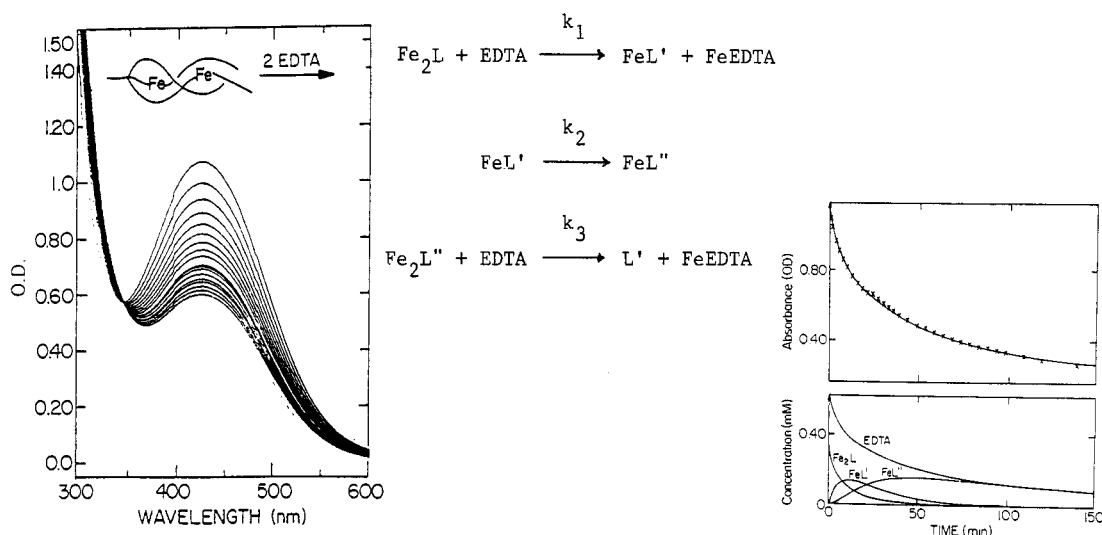 1.50
1.40
1.20
1.0
0.80
0.60
0.40
0.20
0.0
O.D.
300 400 500 600
WAVELENGTH (nm)
Fe Fe
2 EDTA
k1
Fe2L + EDTA ⟶ FeL' + FeEDTA
k2
FeL' ⟶ FeL"
k3
Fe2L" + EDTA ⟶ L' + FeEDTA
Absorbance (OD)
0.80
0.40
Concentration (mM)
0.40
0
EDTA
Fe2L
FeL'
FeL"
0 50 100 150
TIME (min)